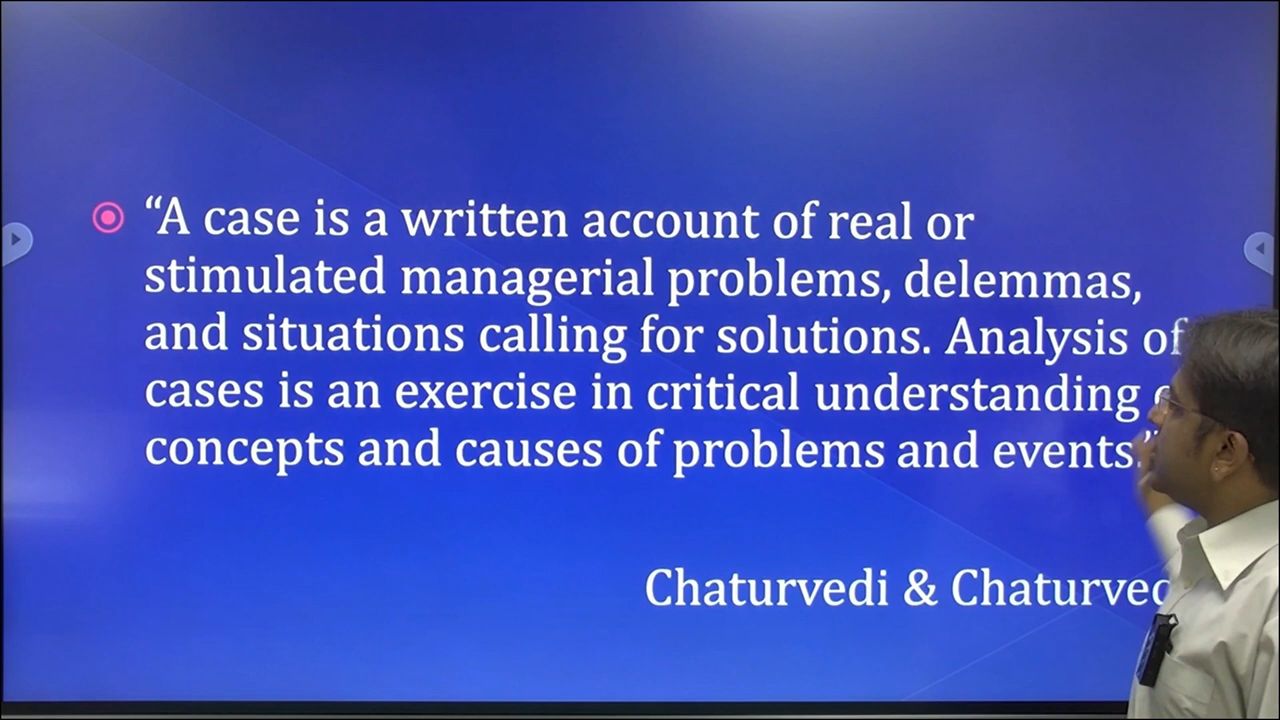 “A case is a written account of real or
stimulated managerial problems, delemmas,
and situations calling for solutions. Analysis of
cases is an exercise in critical understanding
concepts and causes of problems and events.”
Chaturvedi &